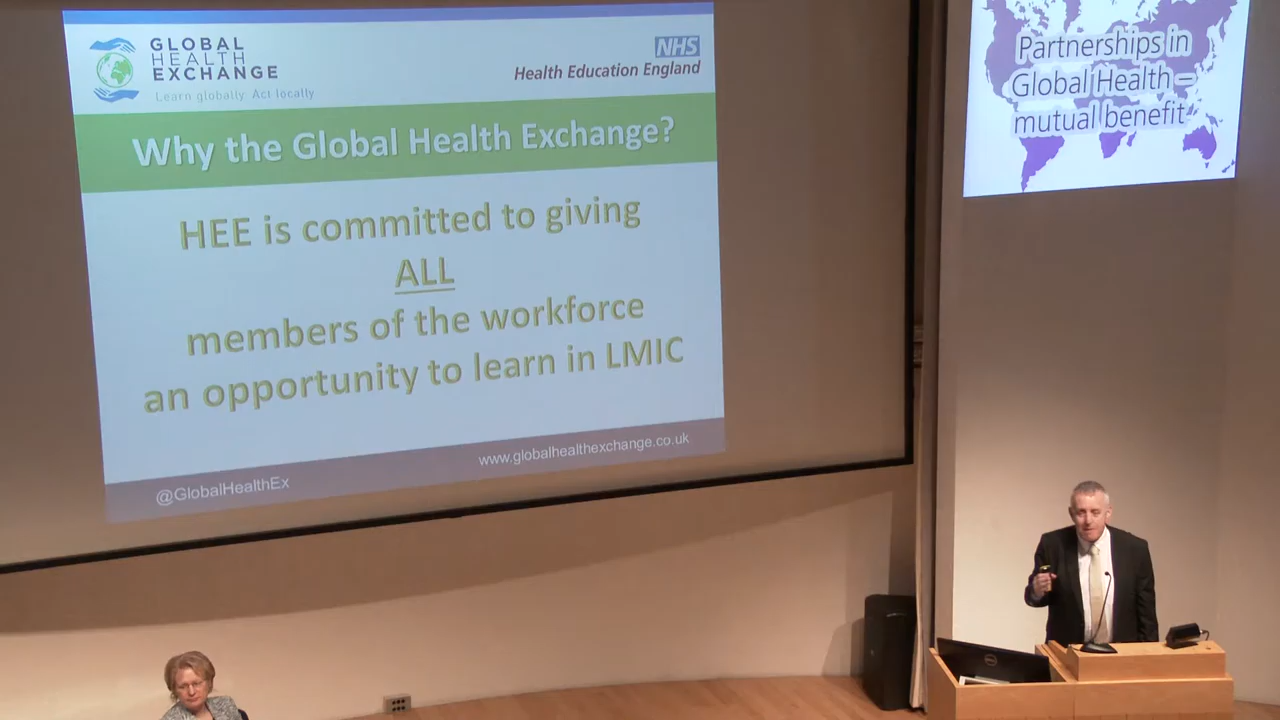 GLOBAL
HEALTH
EXCHANGE
Learn globally. Act locally
NHS
Health Education England
Why the Global Health Exchange?
HEE is committed to giving
ALL
members of the workforce
an opportunity to learn in LMIC
www.globalhealthexchange.co.uk
@GlobalHealthEx
Partnerships in
Global Health –
mutual benefit
DELL